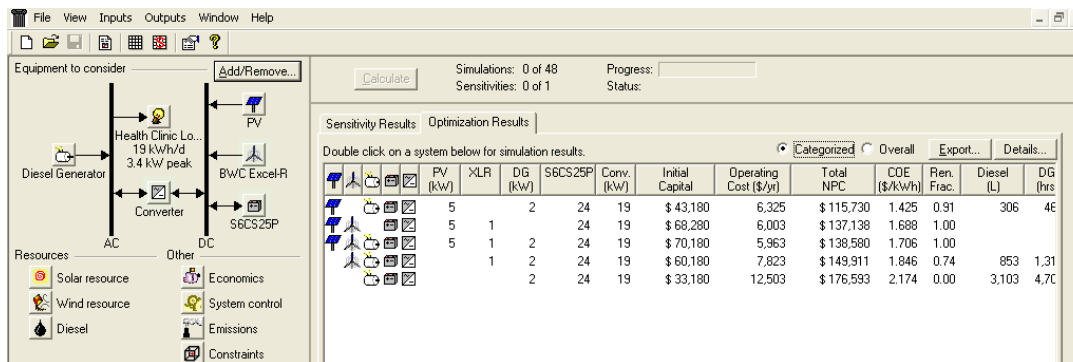 File View Inputs Outputs Window Help
Equipment to consider
Add/Remove...
Health Clinic Lo...
19 kWh/d
3.4 kW peak
PV
Diesel Generator
BWC Excel-R
Converter
S6CS25P
AC
DC
Resources
Other
Solar resource
Economics
Wind resource
System control
Diesel
Emissions
Constraints
Calculate
Simulations: 0 of 48
Progress:
Sensitivities: 0 of 1
Status:
Sensitivity Results
Optimization Results
Double click on a system below for simulation results.
Categorized
Overall
Export...
Details...
PV (kW) XLR DG (kW) S6CS25P Conv. (kW) Initial Capital Operating Cost ($/yr) Total NPC COE ($/kWh) Ren. Frac. Diesel (L) DG (hrs
5 2 24 19 $ 43,180 6,325 $ 115,730 1.425 0.91 306 46
5 1 24 19 $ 68,280 6,003 $ 137,138 1.688 1.00
5 1 2 24 19 $ 70,180 5,963 $ 138,580 1.706 1.00
1 2 24 19 $ 60,180 7,823 $ 149,911 1.846 0.74 853 1,31
2 24 19 $ 33,180 12,503 $ 176,593 2.174 0.00 3,103 4,70